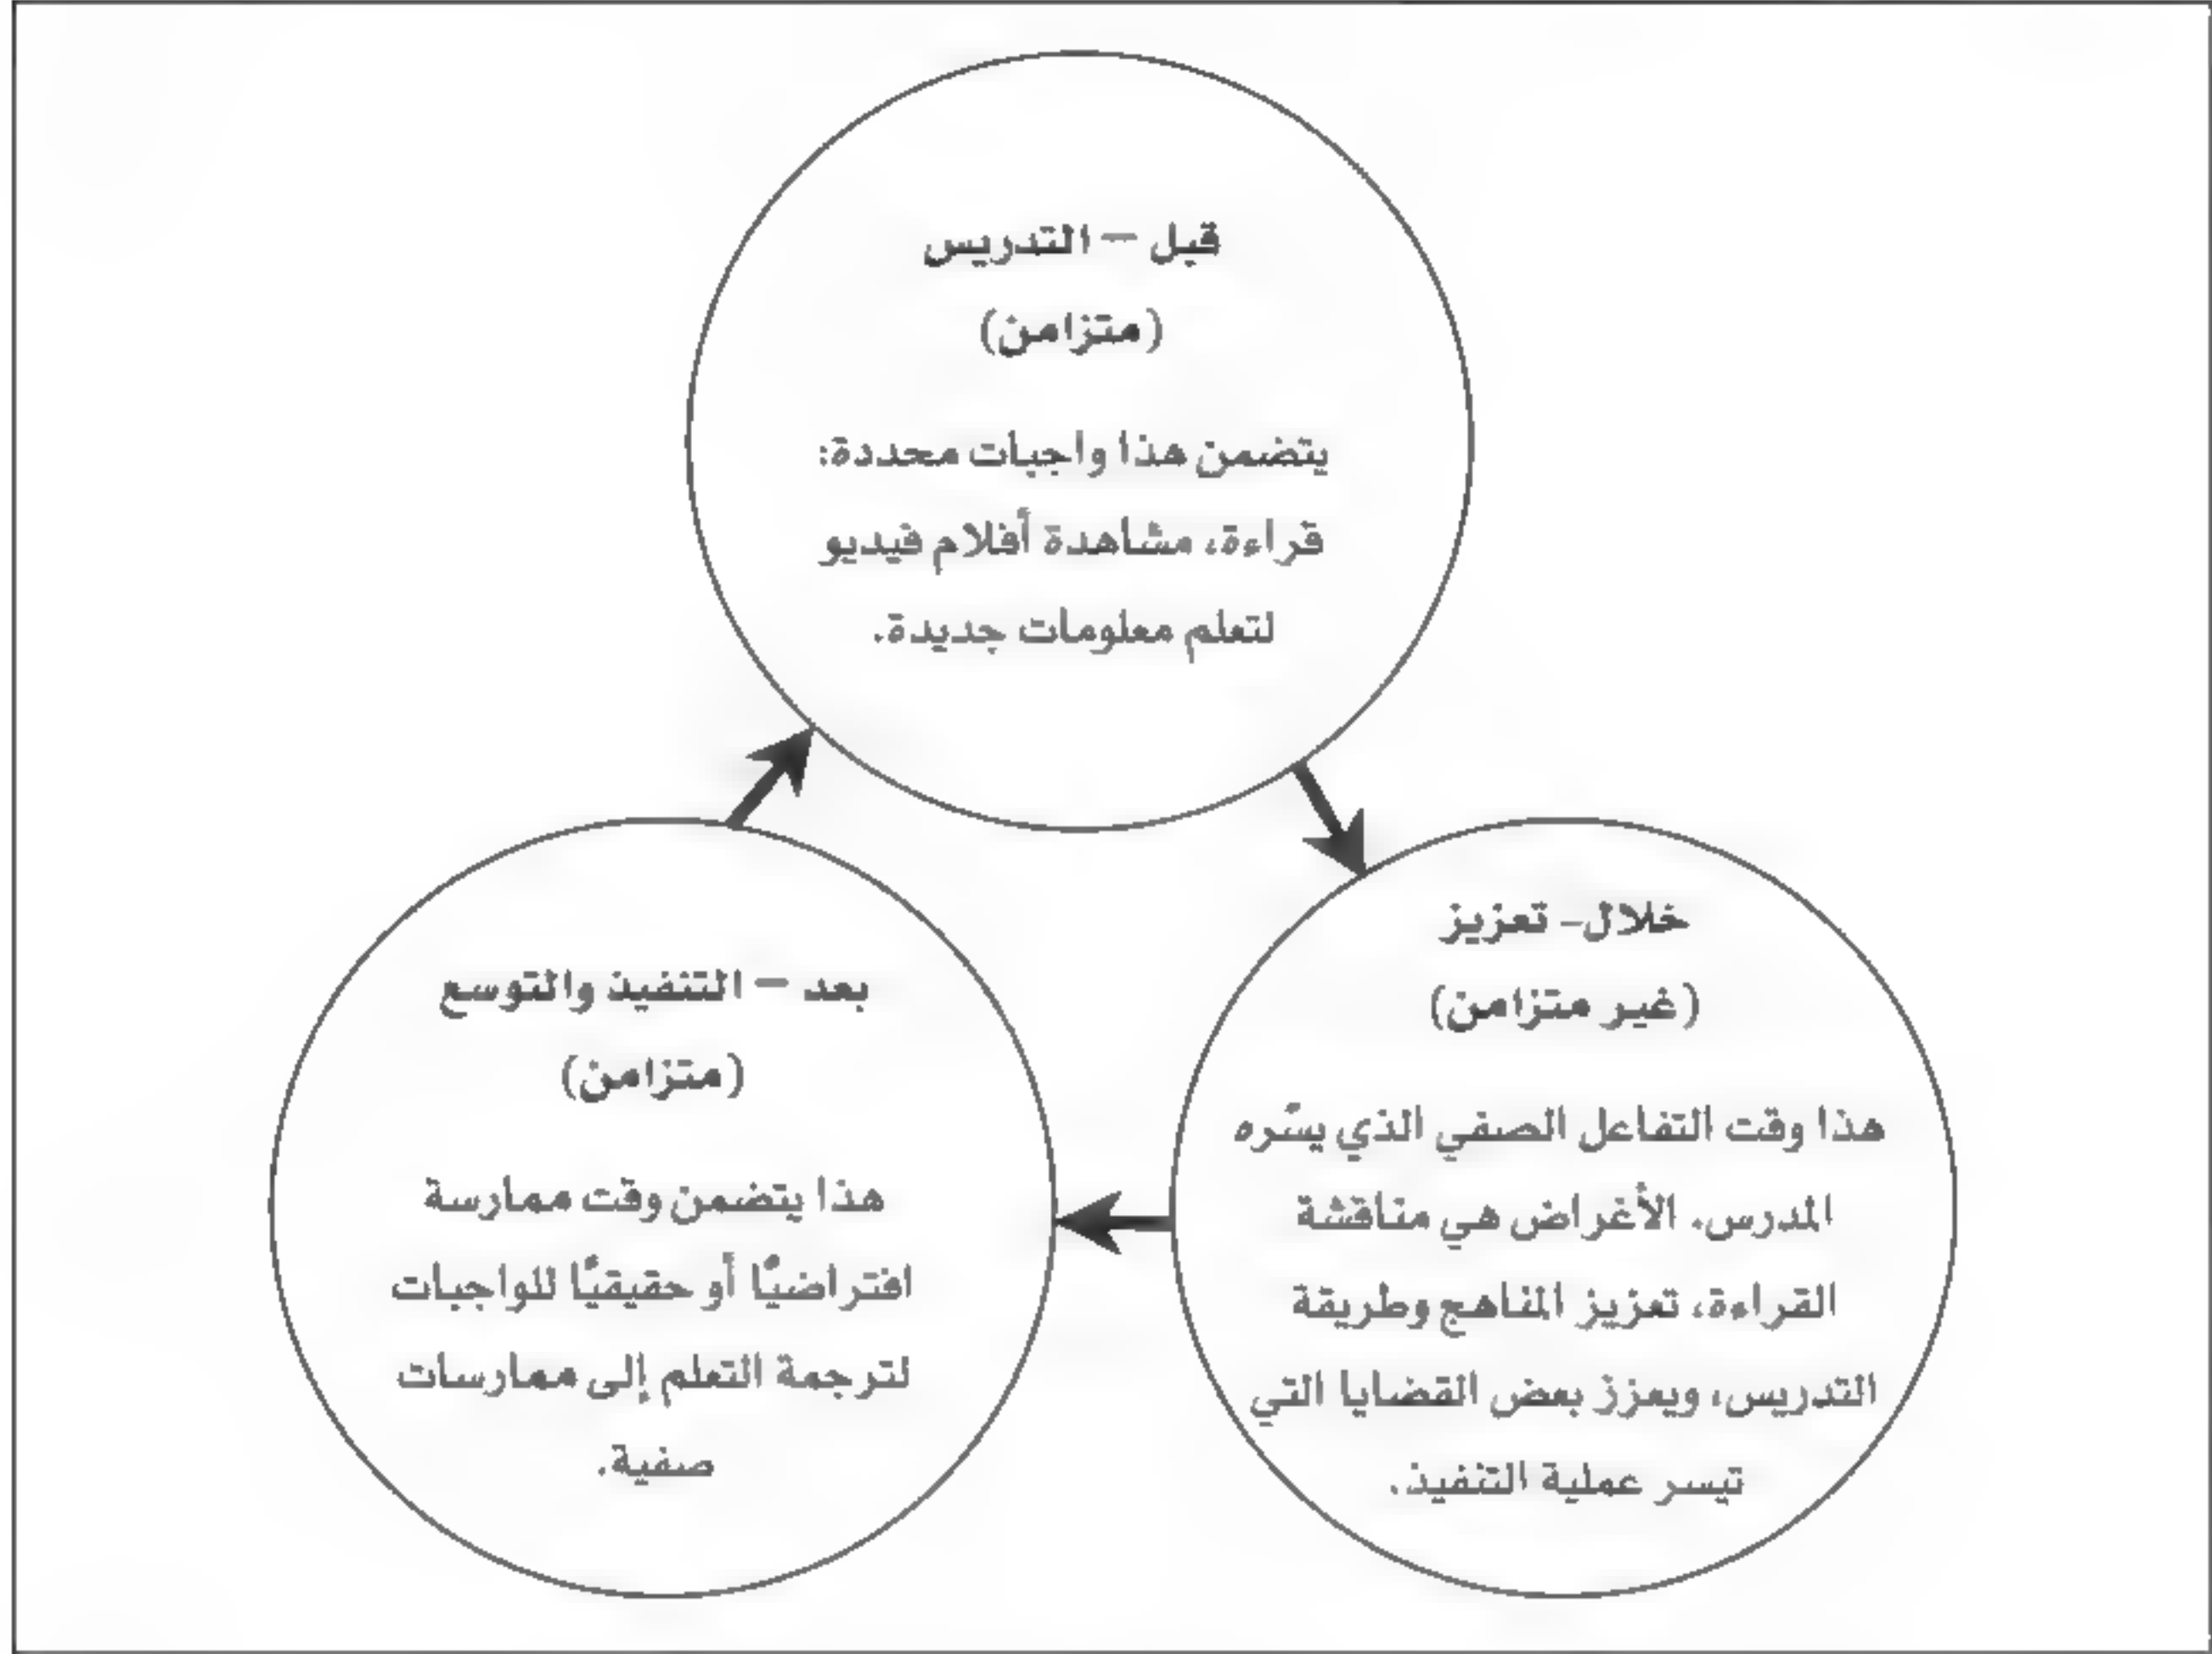 قبل – التدريس
(متزامن)
يتضمن هذا واجبات محددة:
قراءة، مشاهدة أفلام فيديو
لتعلم معلومات جديدة.
خلال- تعزيز
(غير متزامن)
هذا وقت التفاعل الصفي الذي يسّره
المدرس. الأغراض هي مناقشة
القراءة، تعزيز المناهج وطريقة
التدريس، ويعزز بعض القضايا التي
تيسر عملية التنفيذ.
بعد – التنفيذ والتوسع
(متزامن)
هذا يتضمن وقت ممارسة
افتراضيًا أو حقيقيًا للواجبات
لترجمة التعلم إلى ممارسات
صفية.